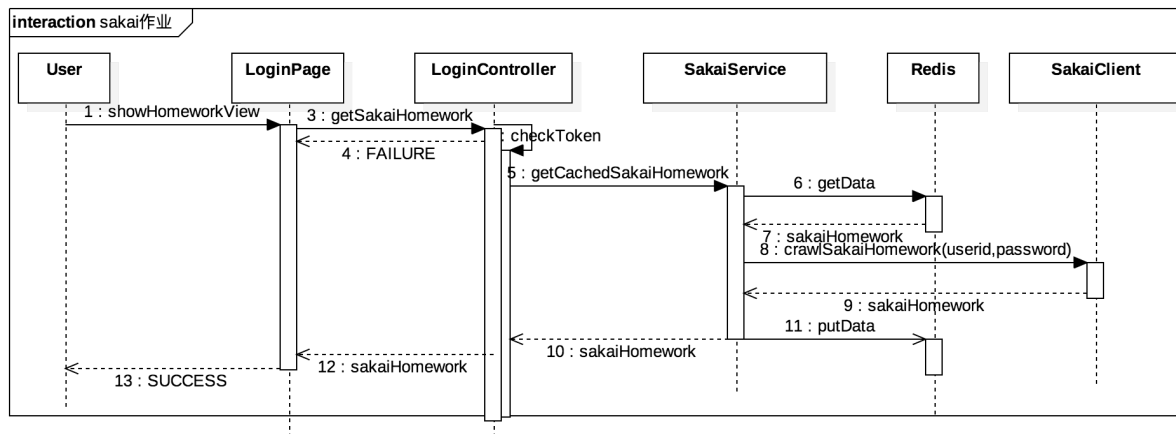 interaction sakai作业
User
LoginPage
LoginController
SakaiService
Redis
SakaiClient
1 : showHomeworkView
3 : getSakaiHomework
: checkToken
4 : FAILURE
5 : getCachedSakaiHomework
6 : getData
7 : sakaiHomework
8 : crawlSakaiHomework(userid,password)
9 : sakaiHomework
11 : putData
10 : sakaiHomework
12 : sakaiHomework
13 : SUCCESS